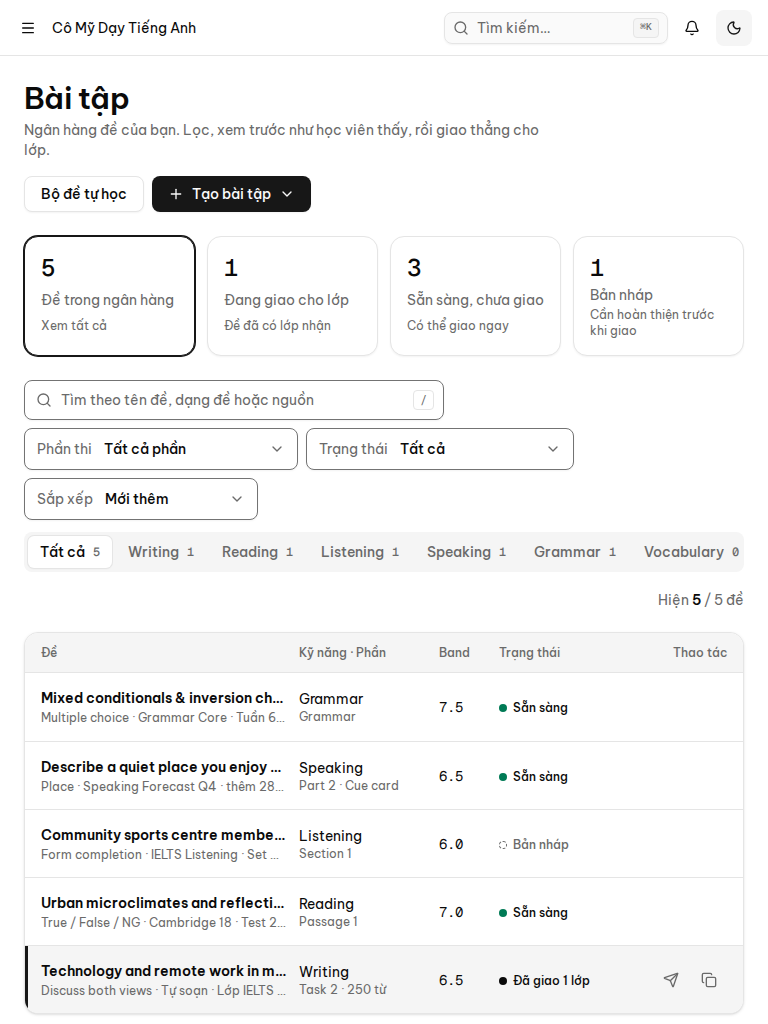 Cô Mỹ Dạy Tiếng Anh
Tìm kiếm...
⌘K
Bài tập
Ngân hàng đề của bạn. Lọc, xem trước như học viên thấy, rồi giao thẳng cho
lớp.
Bộ đề tự học
Tạo bài tập
5
Đề trong ngân hàng
Xem tất cả
1
Đang giao cho lớp
Đề đã có lớp nhận
3
Sẵn sàng, chưa giao
Có thể giao ngay
1
Bản nháp
Cần hoàn thiện trước
khi giao
Tìm theo tên đề, dạng đề hoặc nguồn
/
Phần thi Tất cả phần
Trạng thái Tất cả
Sắp xếp Mới thêm
Tất cả 5 Writing 1 Reading 1 Listening 1 Speaking 1 Grammar 1 Vocabulary 0
Hiện 5 / 5 đề
Đề Kỹ năng · Phần Band Trạng thái Thao tác
Mixed conditionals & inversion ch... Grammar 7.5 Sẵn sàng
Multiple choice · Grammar Core · Tuần 6... Grammar
Describe a quiet place you enjoy ... Speaking 6.5 Sẵn sàng
Place · Speaking Forecast Q4 · thêm 28... Part 2 · Cue card
Community sports centre membe... Listening 6.0 Bản nháp
Form completion · IELTS Listening · Set ... Section 1
Urban microclimates and reflecti... Reading 7.0 Sẵn sàng
True / False / NG · Cambridge 18 · Test 2... Passage 1
Technology and remote work in m... Writing 6.5 Đã giao 1 lớp
Discuss both views · Tự soạn · Lớp IELTS ... Task 2 · 250 từ